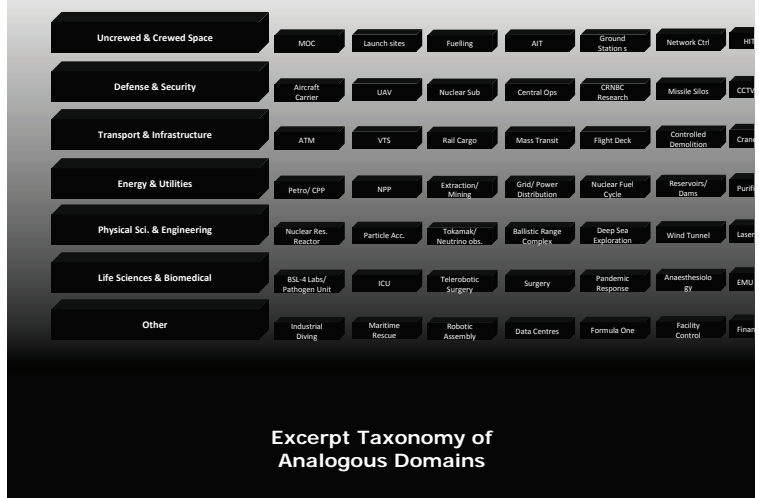 Uncrewed & Crewed Space
MOC
Launch sites
Fuelling
AIT
Ground
Station s
Network Ctrl
HIT
Defense & Security
Aircraft
Carrier
UAV
Nuclear Sub
Central Ops
CRNBC
Research
Missile Silos
CCTV
Transport & Infrastructure
ATM
VTS
Rail Cargo
Mass Transit
Flight Deck
Controlled
Demolition
Crane
Energy & Utilities
Petro/ CPP
NPP
Extraction/
Mining
Grid/ Power
Distribution
Nuclear Fuel
Cycle
Reservoirs/
Dams
Purifi
Physical Sci. & Engineering
Nuclear Res.
Reactor
Particle Acc.
Tokamak/
Neutrino obs.
Ballistic Range
Complex
Deep Sea
Exploration
Wind Tunnel
Laser
Life Sciences & Biomedical
BSL-4 Labs/
Pathogen Unit
ICU
Telerobotic
Surgery
Surgery
Pandemic
Response
Anaesthesiolo
gy
EMU
Other
Industrial
Diving
Maritime
Rescue
Robotic
Assembly
Data Centres
Formula One
Facility
Control
Finan
Excerpt Taxonomy of
Analogous Domains